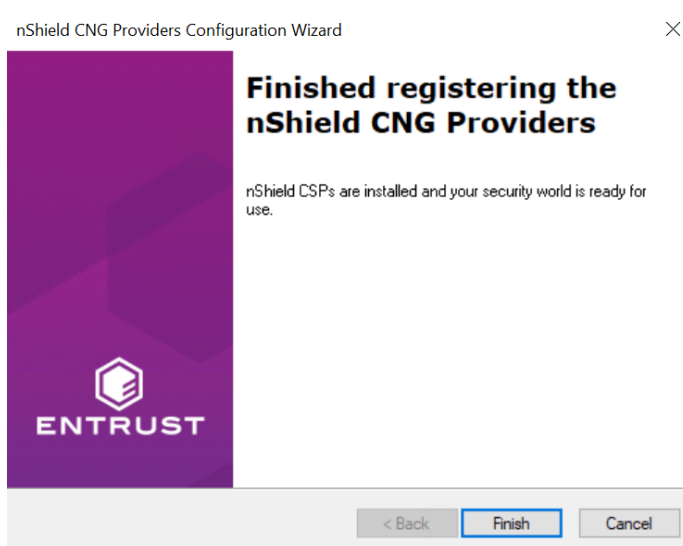 nShield CNG Providers Configuration Wizard
Finished registering the
nShield CNG Providers
nShield CSPs are installed and your security world is ready for
use.
ENTRUST
< Back
Finish
Cancel